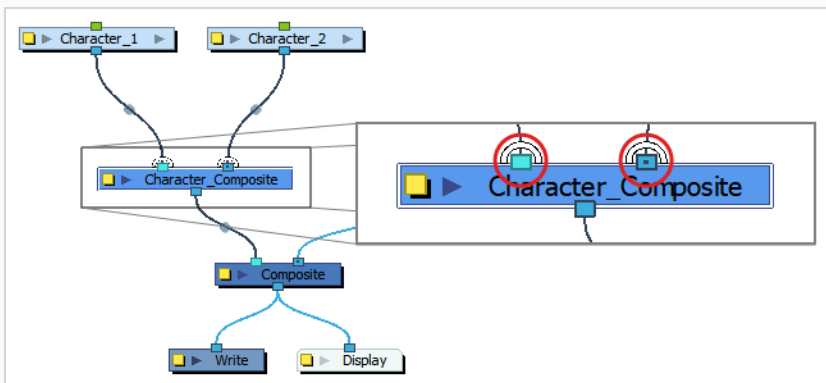 Character_1
Character_2
Character_Composite
Character_Composite
Composite
Write
Display